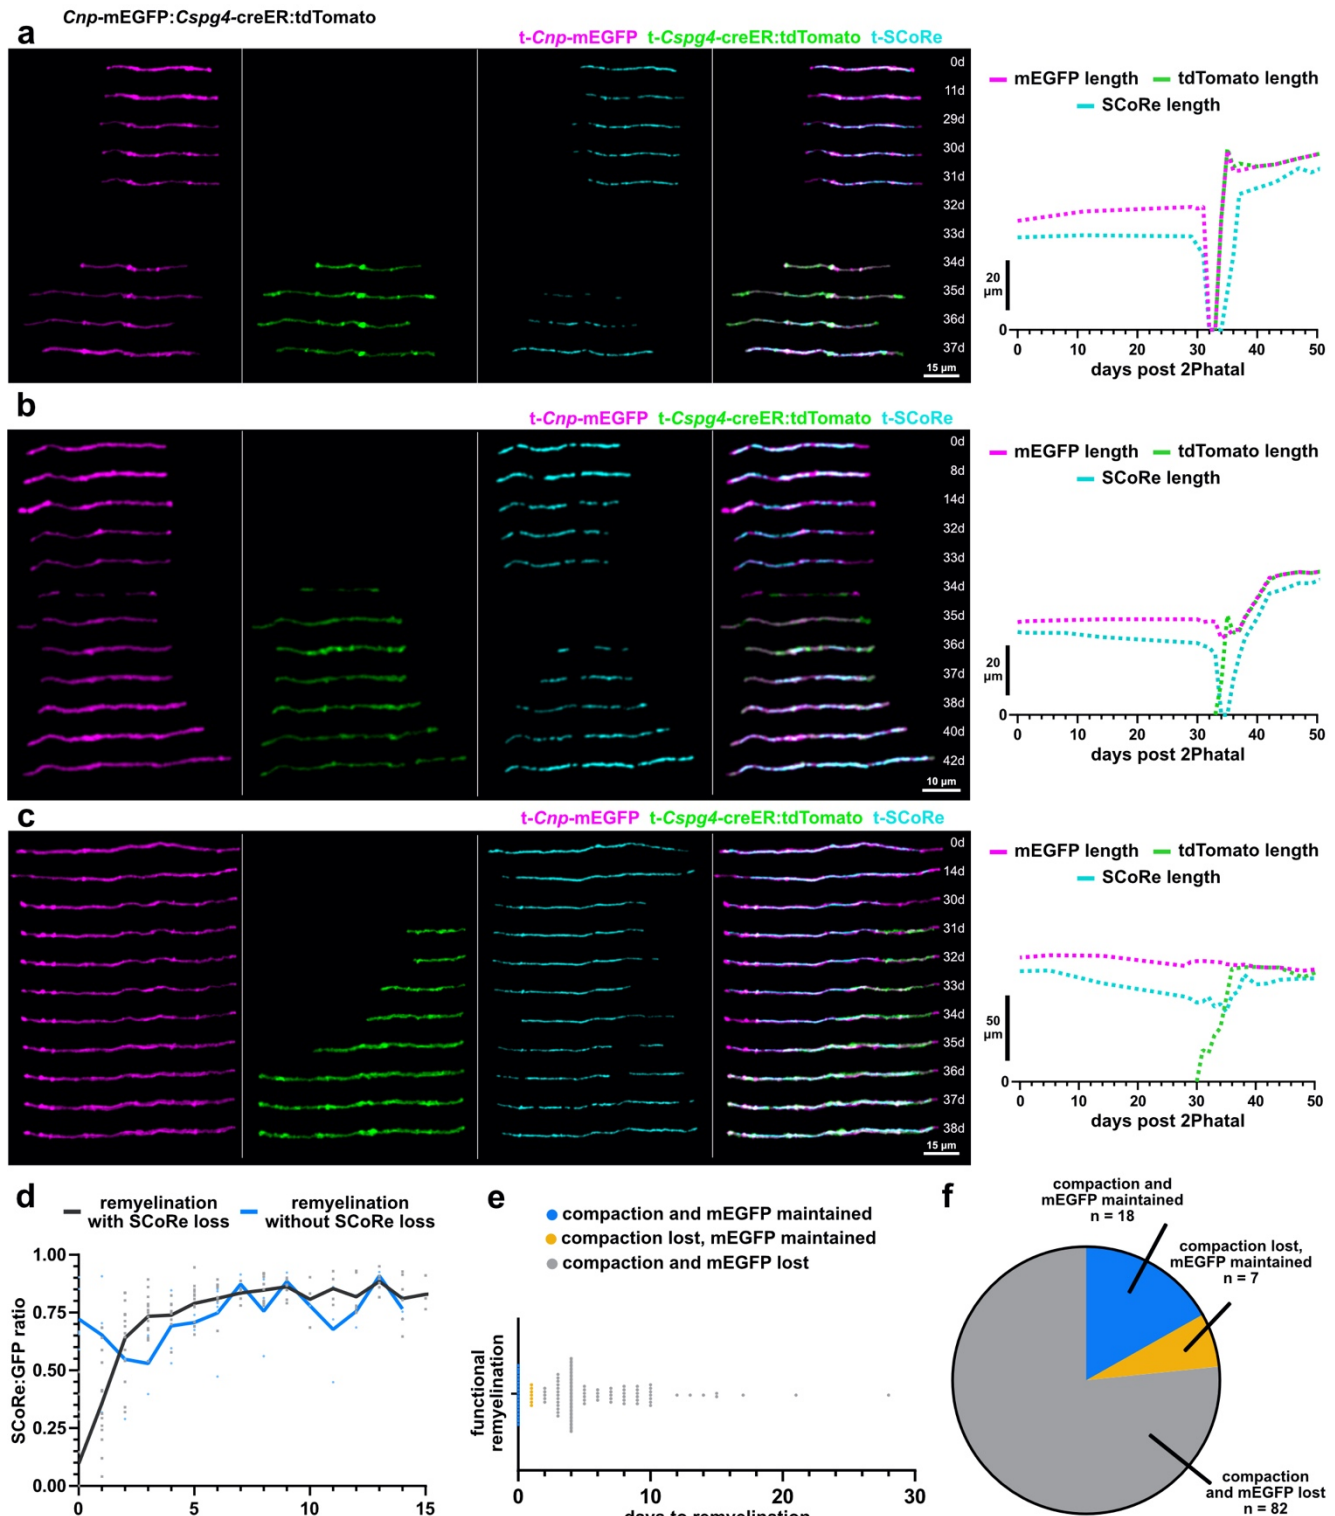 Cnp-mEGFP:Cspg4-creER:tdTomato
a
t-Cnp-mEGFP t-Cspg4-creER:tdTomato t-SCoRe
0d
11d
29d
30d
31d
32d
33d
34d
35d
36d
37d
15 µm
mEGFP length tdTomato length
SCoRe length
20
µm
0
0 10 20 30 40 50
days post 2Phatal
b
t-Cnp-mEGFP t-Cspg4-creER:tdTomato t-SCoRe
0d
8d
14d
32d
33d
34d
35d
36d
37d
38d
40d
42d
10 µm
mEGFP length tdTomato length
SCoRe length
20
µm
0
0 10 20 30 40 50
days post 2Phatal
c
t-Cnp-mEGFP t-Cspg4-creER:tdTomato t-SCoRe
0d
14d
30d
31d
32d
33d
34d
35d
36d
37d
38d
15 µm
mEGFP length tdTomato length
SCoRe length
50
µm
0
0 10 20 30 40 50
days post 2Phatal
d
remyelination
with SCoRe loss
remyelination
without SCoRe loss
SCoRe:GFP ratio
1.00
0.75
0.50
0.25
0.00
0 5 10 15
e
compaction and mEGFP maintained
compaction lost, mEGFP maintained
compaction and mEGFP lost
functional
remyelination
0 10 20 30
days to remyelination
f
compaction and
mEGFP maintained
n = 18
compaction lost,
mEGFP maintained
n = 7
compaction
and mEGFP lost
n = 82